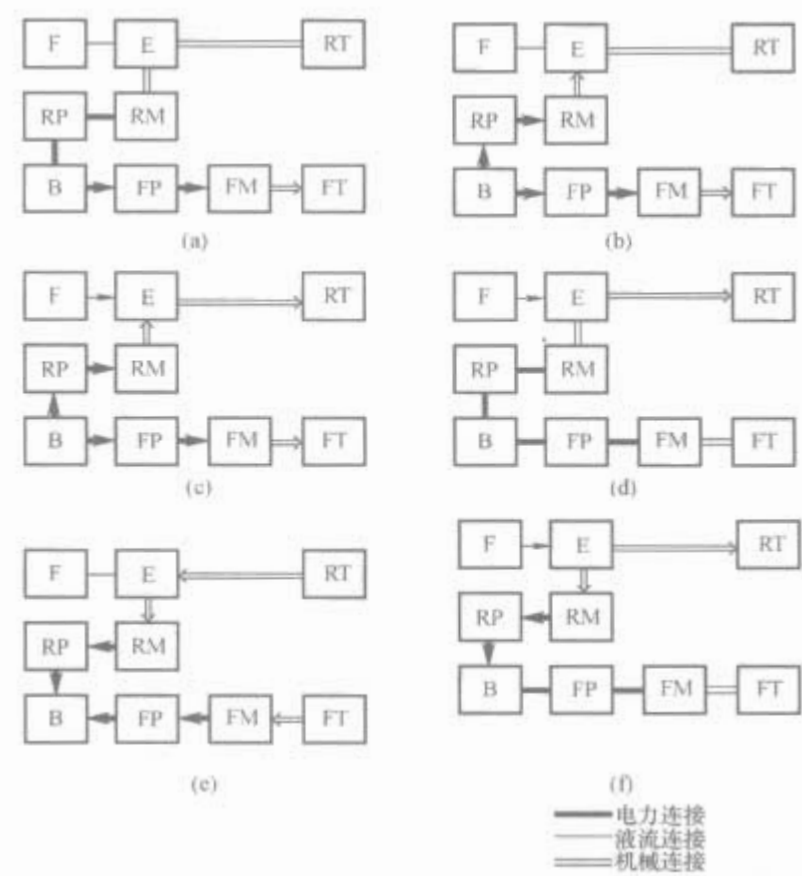 F E RT
RP RM
B FP FM FT
(a)
F E RT
RP RM
B FP FM FT
(b)
F E RT
RP RM
B FP FM FT
(c)
F E RT
RP RM
B FP FM FT
(d)
F E RT
RP RM
B FP FM FT
(e)
F E RT
RP RM
B FP FM FT
(f)
电力连接
液流连接
机械连接